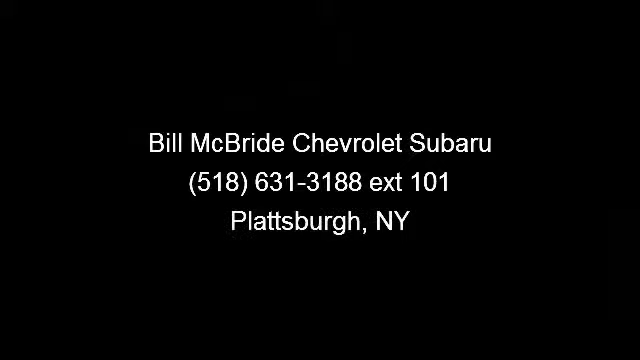 Bill McBride Chevrolet Subaru
(518) 631-3188 ext 101
Plattsburgh, NY